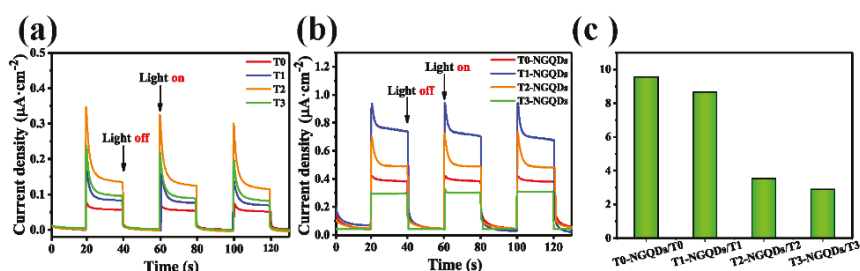 (a)
Current density (μA·cm⁻²)
0.5
0.4
0.3
0.2
0.1
0.0
0 20 40 60 80 100 120
Time (s)
T0
T1
T2
T3
Light on
Light off
(b)
Current density (μA·cm⁻²)
1.2
1.0
0.8
0.6
0.4
0.2
0.0
0 20 40 60 80 100 120
Time (s)
T0-NGQDs
T1-NGQDs
T2-NGQDs
T3-NGQDs
Light on
Light off
(c )
10
8
6
4
2
0
T0-NGQDs/T0
T1-NGQDs/T1
T2-NGQDs/T2
T3-NGQDs/T3